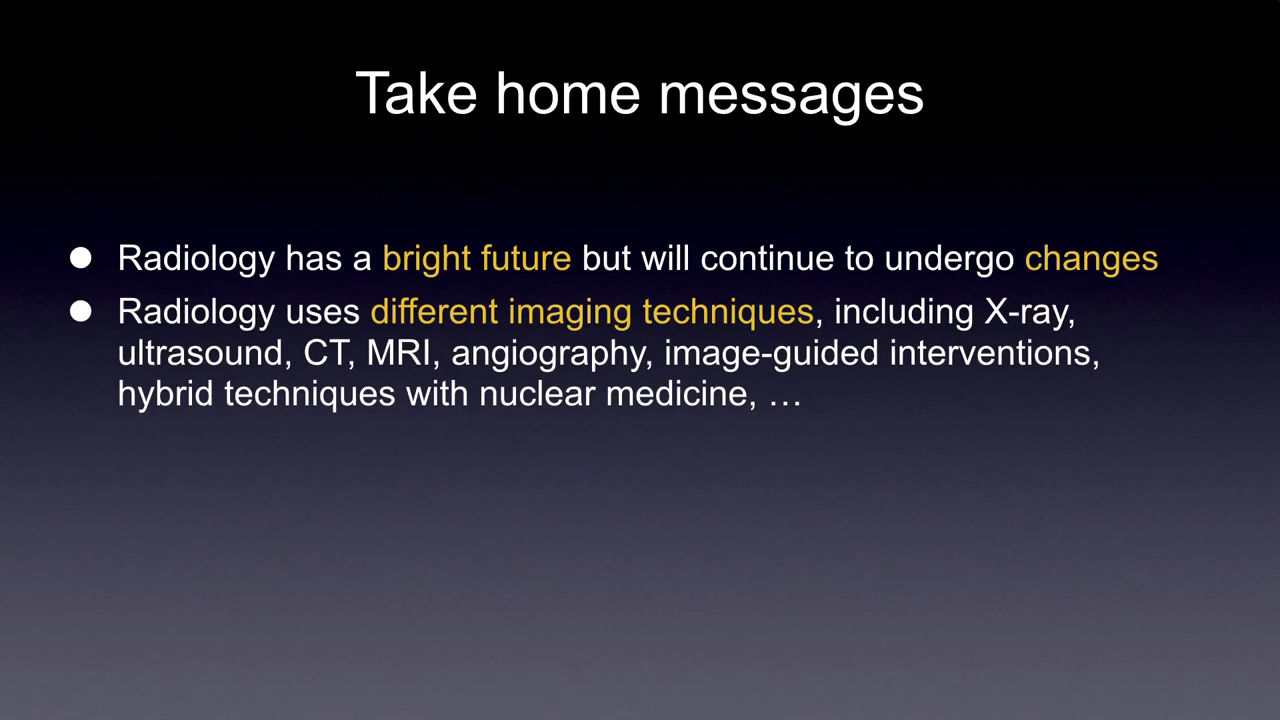 Take home messages
● Radiology has a bright future but will continue to undergo changes
● Radiology uses different imaging techniques, including X-ray,
ultrasound, CT, MRI, angiography, image-guided interventions,
hybrid techniques with nuclear medicine, …